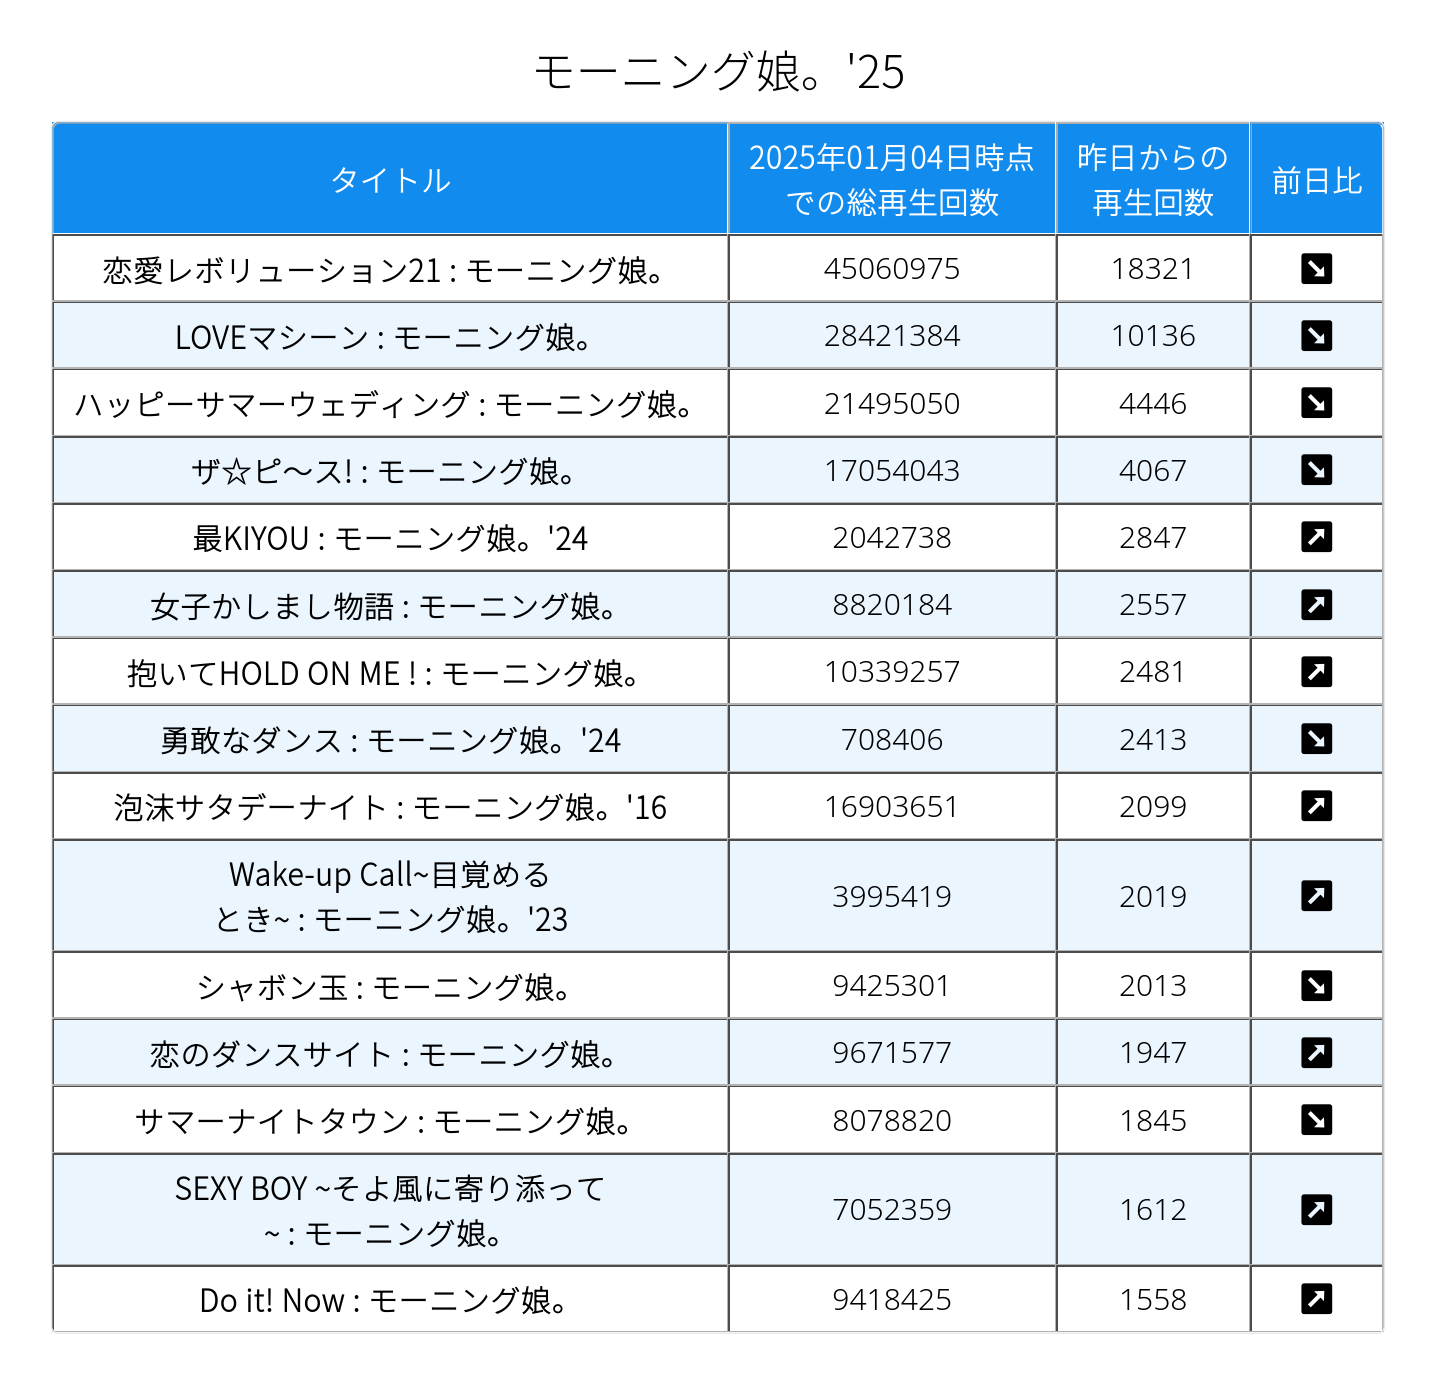 モーニング娘。'25
タイトル
2025年01月04日時点
での総再生回数
昨日からの
再生回数
前日比
恋愛レボリューション21 : モーニング娘。 45060975 18321 ↘
LOVEマシーン : モーニング娘。 28421384 10136 ↘
ハッピーサマーウェディング : モーニング娘。 21495050 4446 ↘
ザ☆ピ〜ス! : モーニング娘。 17054043 4067 ↘
最KIYOU : モーニング娘。'24 2042738 2847 ↗
女子かしまし物語 : モーニング娘。 8820184 2557 ↗
抱いてHOLD ON ME ! : モーニング娘。 10339257 2481 ↗
勇敢なダンス : モーニング娘。'24 708406 2413 ↘
泡沫サタデーナイト : モーニング娘。'16 16903651 2099 ↗
Wake-up Call~目覚める
とき~ : モーニング娘。'23 3995419 2019 ↗
シャボン玉 : モーニング娘。 9425301 2013 ↘
恋のダンスサイト : モーニング娘。 9671577 1947 ↗
サマーナイトタウン : モーニング娘。 8078820 1845 ↘
SEXY BOY ~そよ風に寄り添って
~ : モーニング娘。 7052359 1612 ↗
Do it! Now : モーニング娘。 9418425 1558 ↗